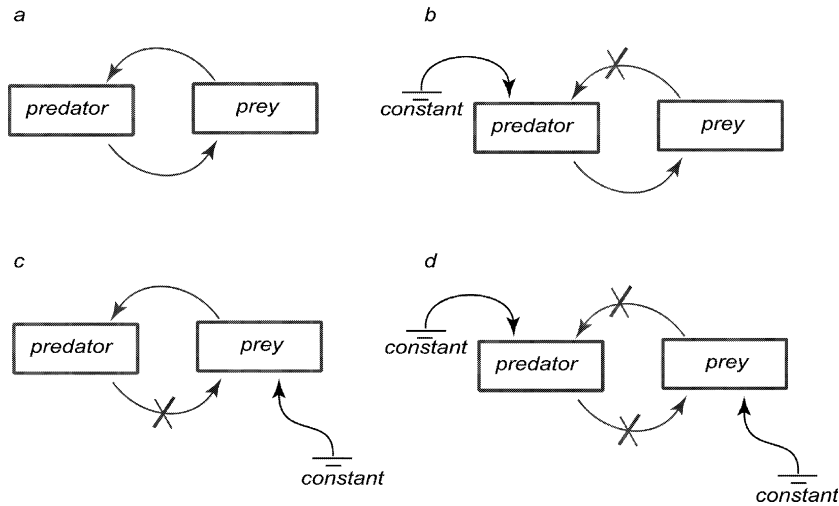 a
predator
prey
b
constant
predator
prey
c
predator
prey
constant
d
constant
predator
prey
constant